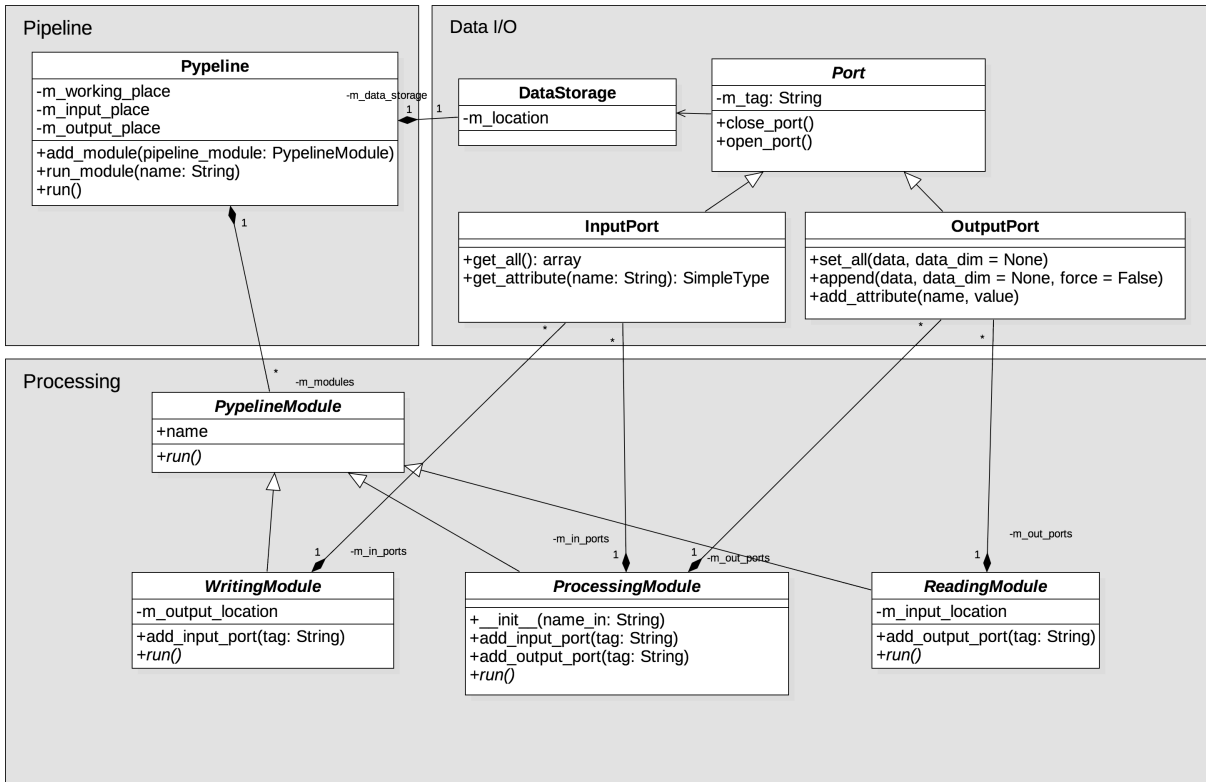 Pipeline
Pypeline
-m_working_place
-m_input_place
-m_output_place
+add_module(pipeline_module: PypelineModule)
+run_module(name: String)
+run()
-m_data_storage
1
1
1
Data I/O
DataStorage
-m_location
Port
-m_tag: String
+close_port()
+open_port()
InputPort
+get_all(): array
+get_attribute(name: String): SimpleType
*
*
OutputPort
+set_all(data, data_dim = None)
+append(data, data_dim = None, force = False)
+add_attribute(name, value)
*
*
Processing
*
-m_modules
PypelineModule
+name
+run()
1
-m_in_ports
WritingModule
-m_output_location
+add_input_port(tag: String)
+run()
-m_in_ports
1
1
-m_out_ports
ProcessingModule
+__init__(name_in: String)
+add_input_port(tag: String)
+add_output_port(tag: String)
+run()
-m_out_ports
1
ReadingModule
-m_input_location
+add_output_port(tag: String)
+run()